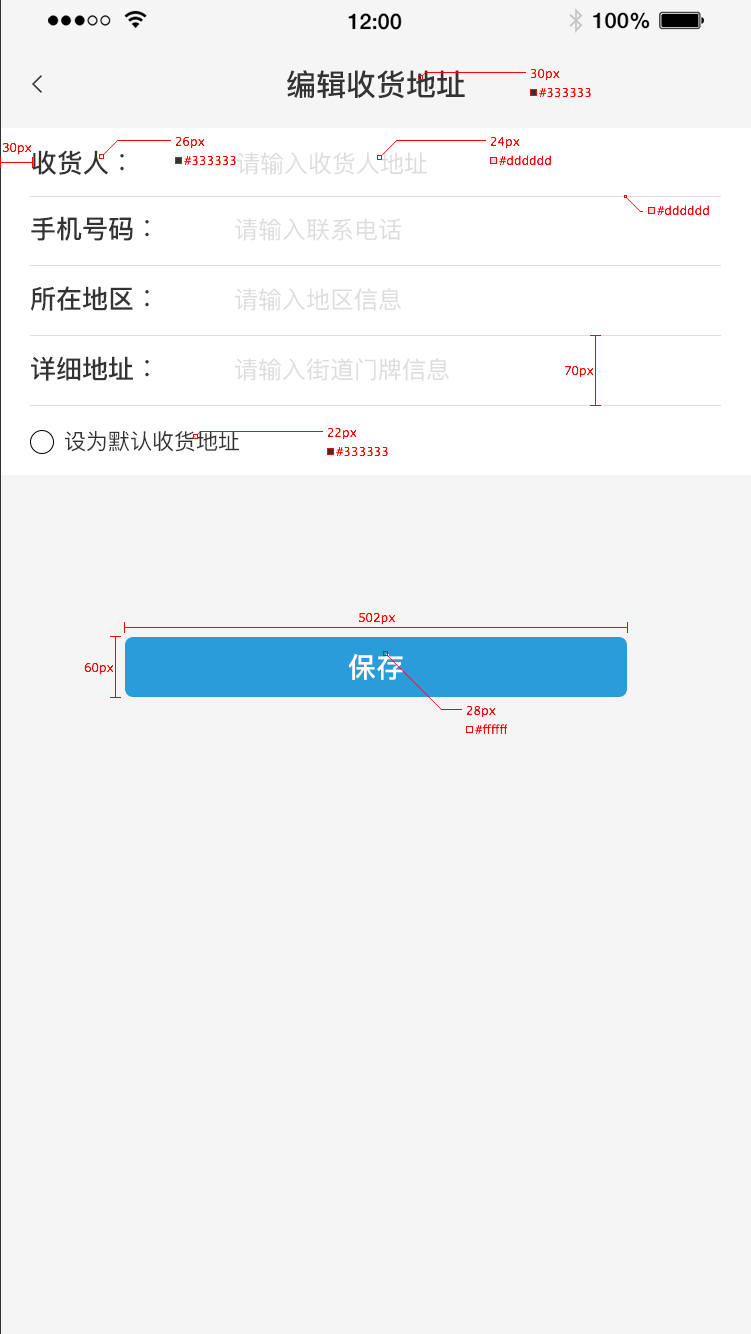 12:00
100%
编辑收货地址
30px
#333333
30px
收货人：
26px
#333333
请输入收货人地址
24px
#dddddd
#dddddd
手机号码：
请输入联系电话
所在地区：
请输入地区信息
详细地址：
请输入街道门牌信息
70px
设为默认收货地址
22px
#333333
502px
60px
保存
28px
#ffffff